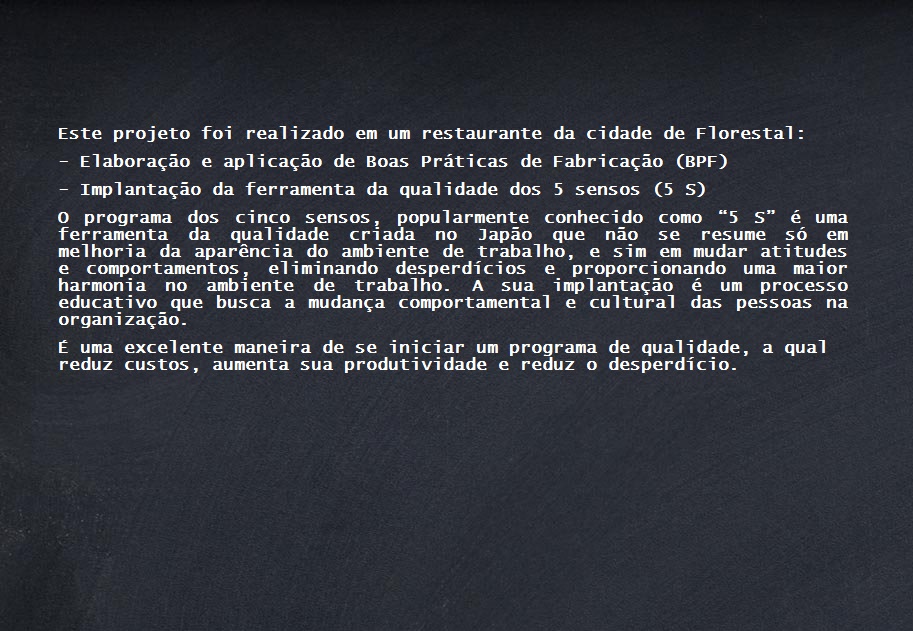 Este projeto foi realizado em um restaurante da cidade de Florestal:
- Elaboração e aplicação de Boas Práticas de Fabricação (BPF)
- Implantação da ferramenta da qualidade dos 5 sensos (5 S)
O programa dos cinco sensos, popularmente conhecido como “5 S” é uma
ferramenta da qualidade criada no Japão que não se resume só em
melhoria da aparência do ambiente de trabalho, e sim em mudar atitudes
e comportamentos, eliminando desperdícios e proporcionando uma maior
harmonia no ambiente de trabalho. A sua implantação é um processo
educativo que busca a mudança comportamental e cultural das pessoas na
organização.
É uma excelente maneira de se iniciar um programa de qualidade, a qual
reduz custos, aumenta sua produtividade e reduz o desperdício.